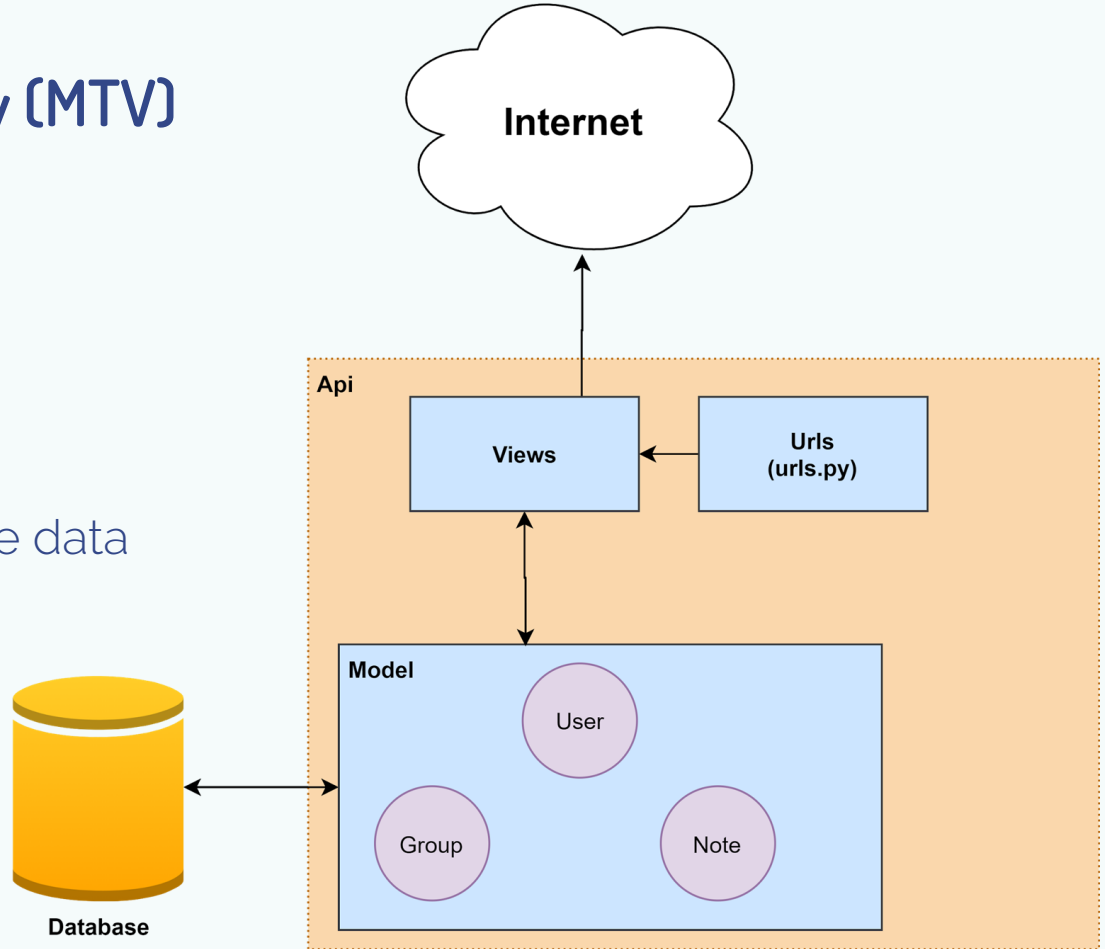 (MTV)
Internet
Api
Views
Urls
(urls.py)
e data
Model
User
Group
Note
Database